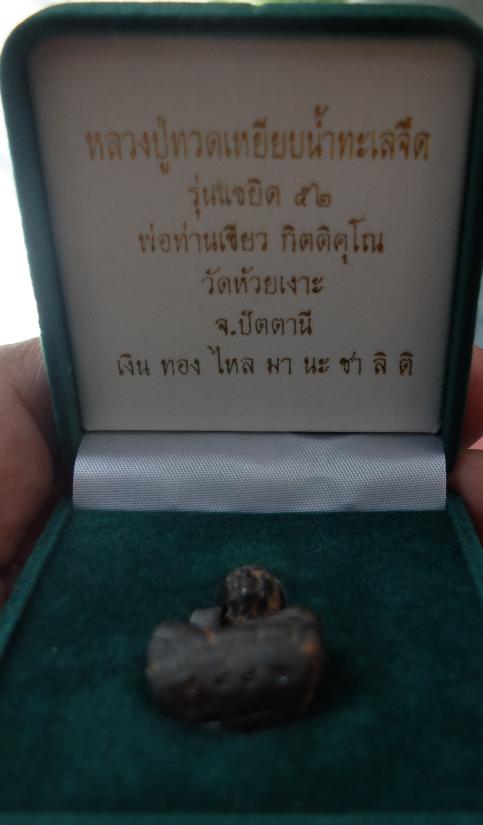 หลวงปู่ทวดเหยียบน้ำทะเลจืด
รุ่นแซยิด ๕๒
พ่อท่านเขียว กิตติคุโณ
วัดห้วยเงาะ
จ.ปัตตานี
เงิน ทอง ไหล มา นะ ชา ลิ ติ